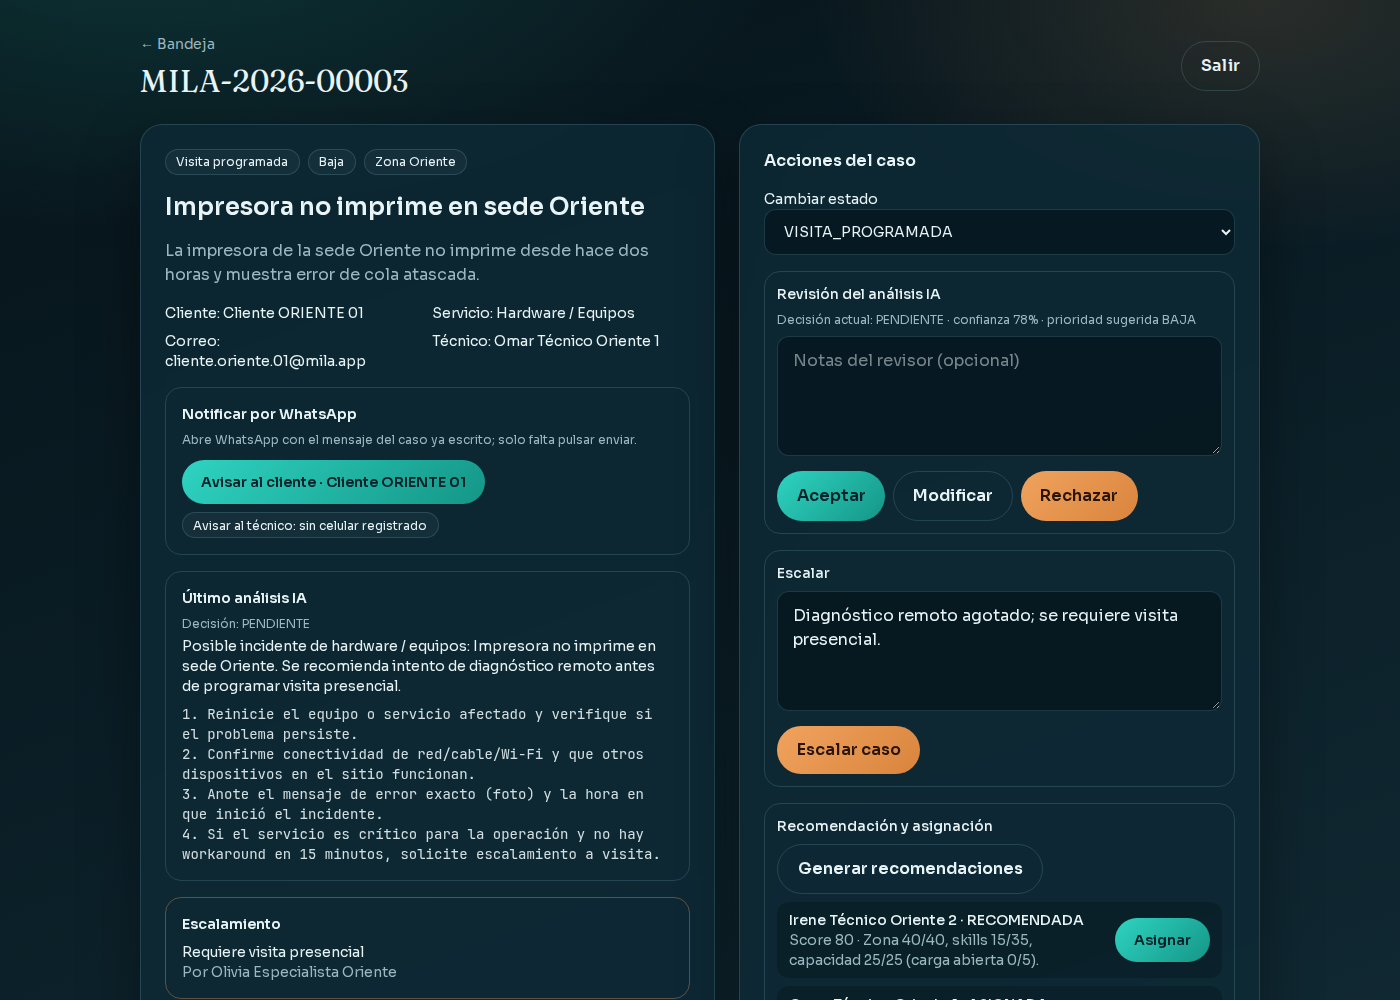 ← Bandeja
MILA-2026-00003
Salir
Visita programada
Baja
Zona Oriente
Impresora no imprime en sede Oriente
La impresora de la sede Oriente no imprime desde hace dos
horas y muestra error de cola atascada.
Cliente: Cliente ORIENTE 01
Servicio: Hardware / Equipos
Correo:
cliente.oriente.01@mila.app
Técnico: Omar Técnico Oriente 1
Notificar por WhatsApp
Abre WhatsApp con el mensaje del caso ya escrito; solo falta pulsar enviar.
Avisar al cliente · Cliente ORIENTE 01
Avisar al técnico: sin celular registrado
Último análisis IA
Decisión: PENDIENTE
Posible incidente de hardware / equipos: Impresora no imprime en
sede Oriente. Se recomienda intento de diagnóstico remoto antes
de programar visita presencial.
1. Reinicie el equipo o servicio afectado y verifique si
el problema persiste.
2. Confirme conectividad de red/cable/Wi-Fi y que otros
dispositivos en el sitio funcionan.
3. Anote el mensaje de error exacto (foto) y la hora en
que inició el incidente.
4. Si el servicio es crítico para la operación y no hay
workaround en 15 minutos, solicite escalamiento a visita.
Escalamiento
Requiere visita presencial
Por Olivia Especialista Oriente
Acciones del caso
Cambiar estado
VISITA_PROGRAMADA
Revisión del análisis IA
Decisión actual: PENDIENTE · confianza 78% · prioridad sugerida BAJA
Notas del revisor (opcional)
Aceptar
Modificar
Rechazar
Escalar
Diagnóstico remoto agotado; se requiere visita
presencial.
Escalar caso
Recomendación y asignación
Generar recomendaciones
Irene Técnico Oriente 2 · RECOMENDADA
Score 80 · Zona 40/40, skills 15/35,
capacidad 25/25 (carga abierta 0/5).
Asignar